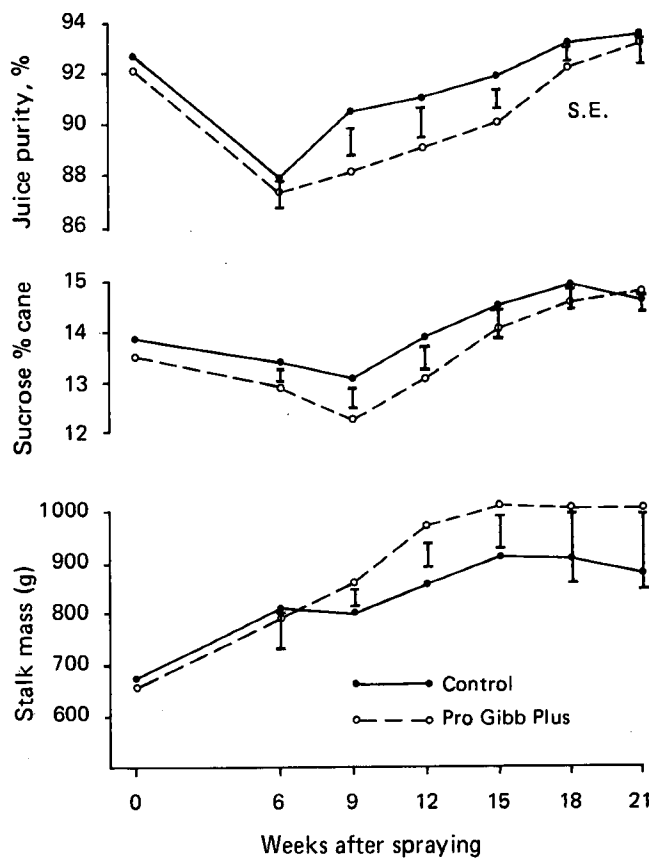 Juice purity, %
94
92
90
88
86
S.E.
Sucrose % cane
15
14
13
12
Stalk mass (g)
1000
900
800
700
600
Control
Pro Gibb Plus
0 6 9 12 15 18 21
Weeks after spraying